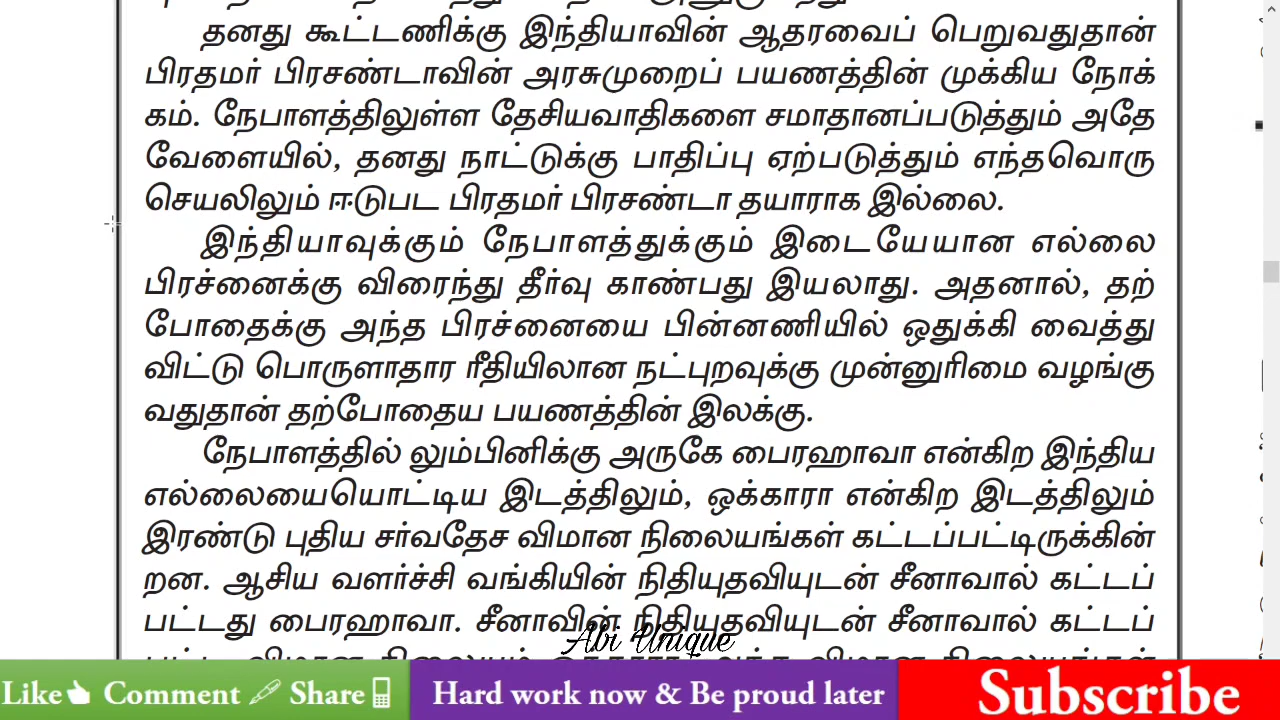 தனது கூட்டணிக்கு இந்தியாவின் ஆதரவைப் பெறுவதுதான்
பிரதமர் பிரசண்டாவின் அரசுமுறைப் பயணத்தின் முக்கிய நோக்
கம். நேபாளத்திலுள்ள தேசியவாதிகளை சமாதானப்படுத்தும் அதே
வேளையில், தனது நாட்டுக்கு பாதிப்பு ஏற்படுத்தும் எந்தவொரு
செயலிலும் ஈடுபட பிரதமர் பிரசண்டா தயாராக இல்லை.
இந்தியாவுக்கும் நேபாளத்துக்கும் இடையேயான எல்லை
பிரச்னைக்கு விரைந்து தீர்வு காண்பது இயலாது. அதனால், தற்
போதைக்கு அந்த பிரச்னையை பின்னணியில் ஒதுக்கி வைத்து
விட்டு பொருளாதார ரீதியிலான நட்புறவுக்கு முன்னுரிமை வழங்கு
வதுதான் தற்போதைய பயணத்தின் இலக்கு.
நேபாளத்தில் லும்பினிக்கு அருகே பைரஹாவா என்கிற இந்திய
எல்லையையொட்டிய இடத்திலும், ஒக்காரா என்கிற இடத்திலும்
இரண்டு புதிய சர்வதேச விமான நிலையங்கள் கட்டப்பட்டிருக்கின்
றன. ஆசிய வளர்ச்சி வங்கியின் நிதியுதவியுடன் சீனாவால் கட்டப்
பட்டது பைரஹாவா. சீனாவின் நிதியுதவியுடன் சீனாவால் கட்டப்
Abi Unique
Like Comment Share Hard work now & Be proud later Subscribe